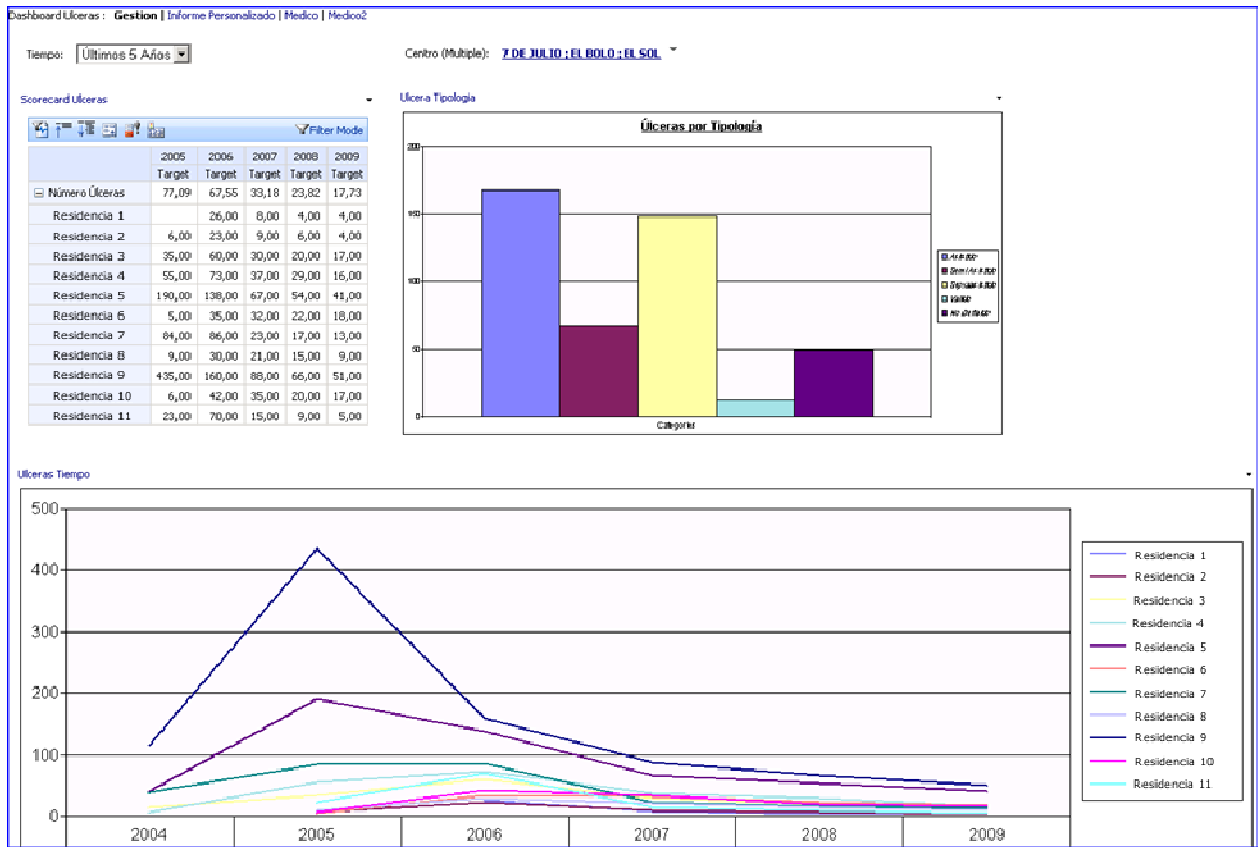 Dashboard Ulceras : Gestion | Informe Personalizado | Medico | Medico2
Tiempo: Últimos 5 Años
Centro (Multiple): 7 DE JULIO ; EL BOLO ; EL SOL
Scorecard Ulceras
Filter Mode
2005 2006 2007 2008 2009
Target Target Target Target Target
Número Úlceras 77,09 67,55 33,18 23,82 17,73
Residencia 1 26,00 8,00 4,00 4,00
Residencia 2 6,00 23,00 9,00 6,00 4,00
Residencia 3 35,00 60,00 30,00 20,00 17,00
Residencia 4 55,00 73,00 37,00 29,00 16,00
Residencia 5 190,00 138,00 67,00 54,00 41,00
Residencia 6 5,00 35,00 32,00 22,00 18,00
Residencia 7 84,00 86,00 23,00 17,00 13,00
Residencia 8 9,00 30,00 21,00 15,00 9,00
Residencia 9 435,00 160,00 88,00 66,00 51,00
Residencia 10 6,00 42,00 35,00 20,00 17,00
Residencia 11 23,00 70,00 15,00 9,00 5,00
Ulcera Tipología
Úlceras por Tipología
200
150
100
50
0
Categorías
Ulceras Tiempo
500
400
300
200
100
0
2004 2005 2006 2007 2008 2009
Residencia 1
Residencia 2
Residencia 3
Residencia 4
Residencia 5
Residencia 6
Residencia 7
Residencia 8
Residencia 9
Residencia 10
Residencia 11